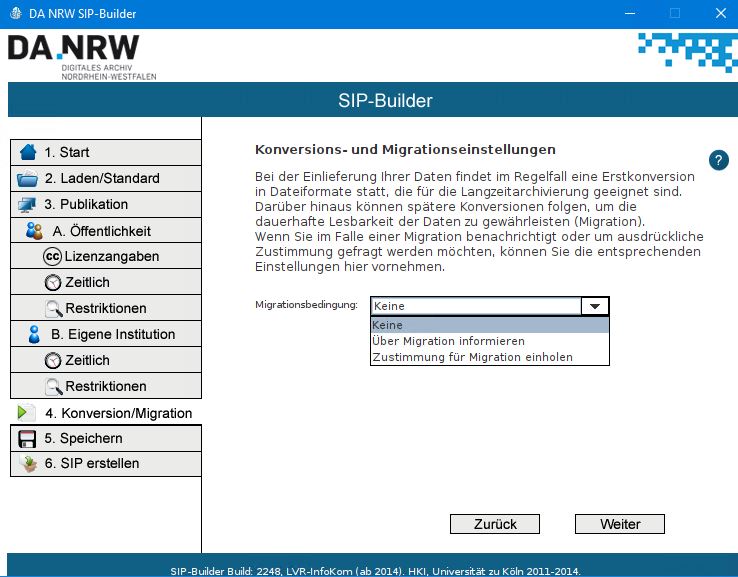 DA NRW SIP-Builder
DA.NRW
DIGITALES ARCHIV
NORDRHEIN-WESTFALEN
SIP-Builder
1. Start
2. Laden/Standard
3. Publikation
A. Öffentlichkeit
cc Lizenzangaben
Zeitlich
Restriktionen
B. Eigene Institution
Zeitlich
Restriktionen
4. Konversion/Migration
5. Speichern
6. SIP erstellen
Konversions- und Migrationseinstellungen
?
Bei der Einlieferung Ihrer Daten findet im Regelfall eine Erstkonversion
in Dateiformate statt, die für die Langzeitarchivierung geeignet sind.
Darüber hinaus können spätere Konversionen folgen, um die
dauerhafte Lesbarkeit der Daten zu gewährleisten (Migration).
Wenn Sie im Falle einer Migration benachrichtigt oder um ausdrückliche
Zustimmung gefragt werden möchten, können Sie die entsprechenden
Einstellungen hier vornehmen.
Migrationsbedingung: Keine
Keine
Über Migration informieren
Zustimmung für Migration einholen
Zurück Weiter
SIP-Builder Build: 2248, LVR-InfoKom (ab 2014). HKI, Universität zu Köln 2011-2014.